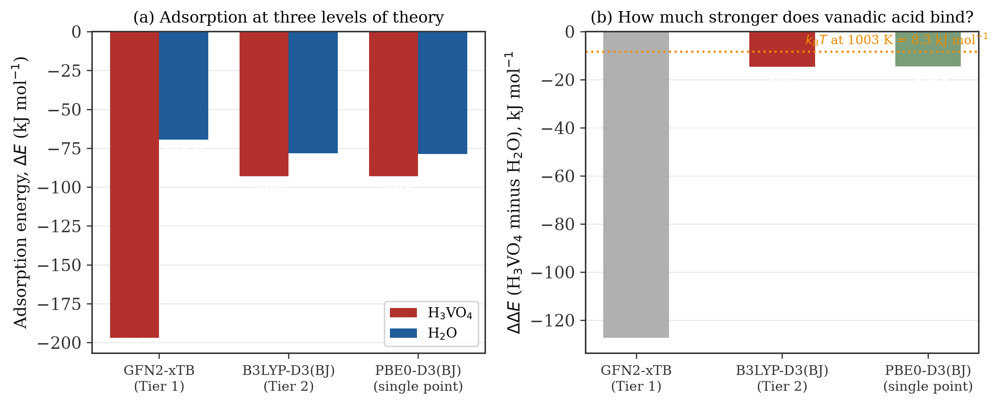 (a) Adsorption at three levels of theory
Adsorption energy, ΔE (kJ mol⁻¹)
0
−25
−50
−75
−100
−125
−150
−175
−200
H₃VO₄
H₂O
GFN2-xTB
(Tier 1)
B3LYP-D3(BJ)
(Tier 2)
PBE0-D3(BJ)
(single point)
(b) How much stronger does vanadic acid bind?
ΔΔE (H₃VO₄ minus H₂O), kJ mol⁻¹
0
−20
−40
−60
−80
−100
−120
k_BT at 1003 K = 8.3 kJ mol⁻¹
GFN2-xTB
(Tier 1)
B3LYP-D3(BJ)
(Tier 2)
PBE0-D3(BJ)
(single point)